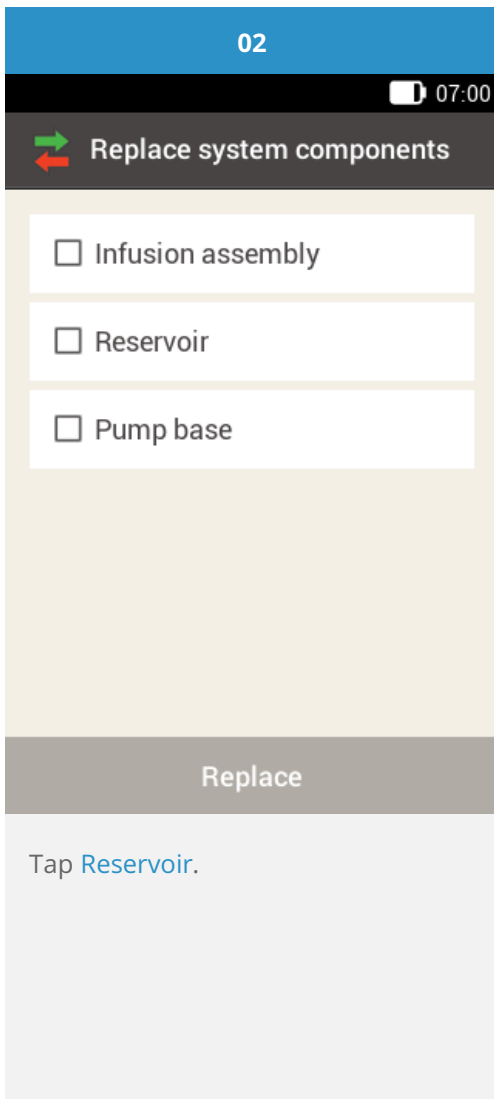 02
07:00
Replace system components
Infusion assembly
Reservoir
Pump base
Replace
Tap Reservoir.